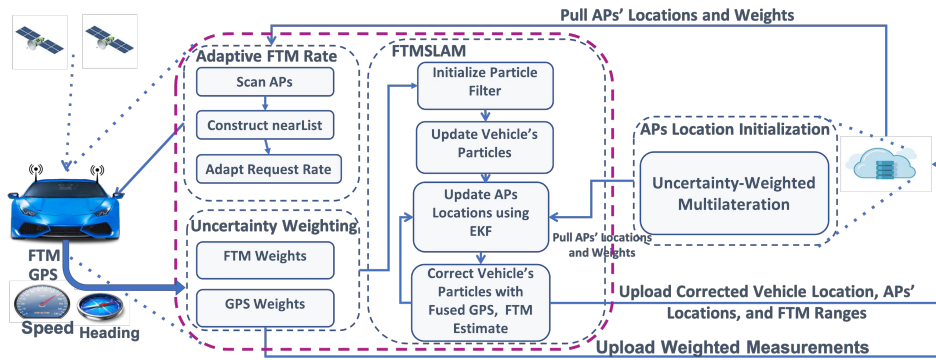 Pull APs' Locations and Weights
Adaptive FTM Rate
Scan APs
Construct nearList
Adapt Request Rate
FTMSLAM
Initialize Particle
Filter
Update Vehicle's
Particles
Update APs
Locations using
EKF
Correct Vehicle's
Particles with
Fused GPS, FTM
Estimate
APs Location Initialization
Uncertainty-Weighted
Multilateration
Pull APs' Locations
and Weights
Uncertainty Weighting
FTM Weights
GPS Weights
FTM
GPS
Speed
Heading
Upload Corrected Vehicle Location, APs'
Locations, and FTM Ranges
Upload Weighted Measurements